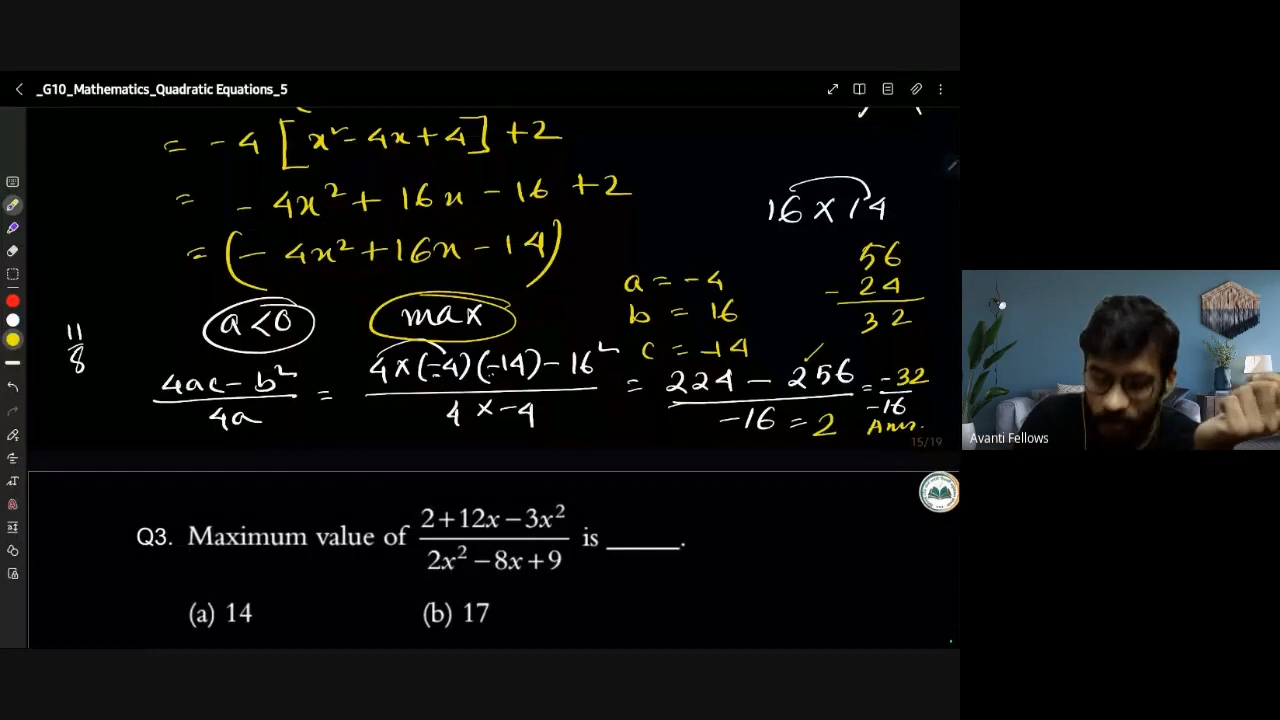 _G10_Mathematics_Quadratic Equations_5
= -4 [x² - 4x + 4] + 2
= -4x² + 16x - 16 + 2
= (-4x² + 16x - 14)
16 × 14
56
- 24
32
a = -4
b = 16
c = -14
a < 0
max
11/8
(4ac - b²)/4a = (4 × (-4)(-14) - 16²)/(4 × -4) = (224 - 256)/-16 = -32/-16 = 2 Ans.
15/19
Q3. Maximum value of (2+12x-3x²)/(2x²-8x+9) is _____.
(a) 14 (b) 17
Avanti Fellows